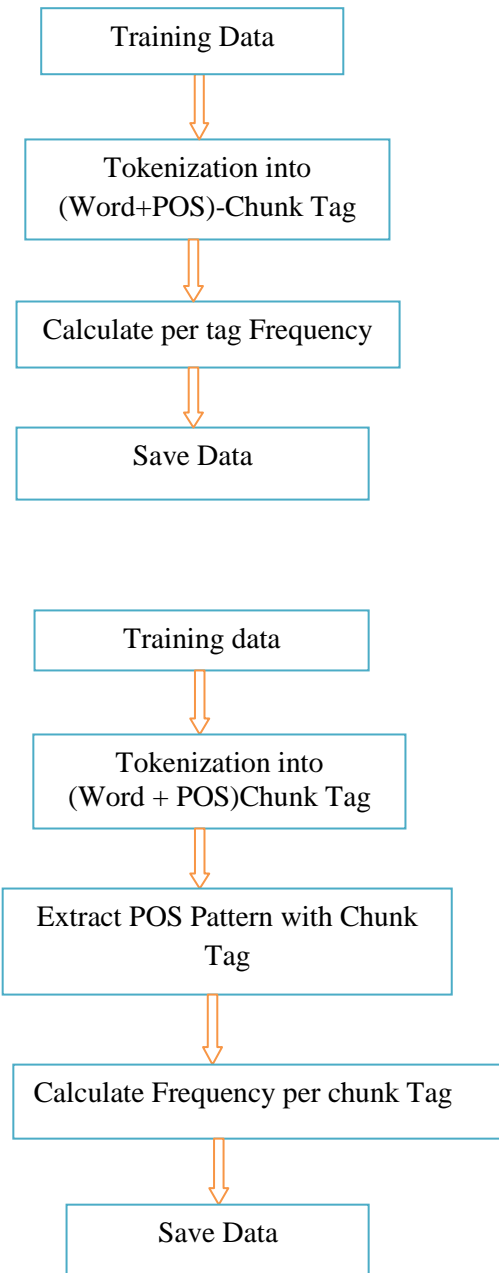 Training Data
Tokenization into
(Word+POS)-Chunk Tag
Calculate per tag Frequency
Save Data
Training data
Tokenization into
(Word + POS)Chunk Tag
Extract POS Pattern with Chunk
Tag
Calculate Frequency per chunk Tag
Save Data